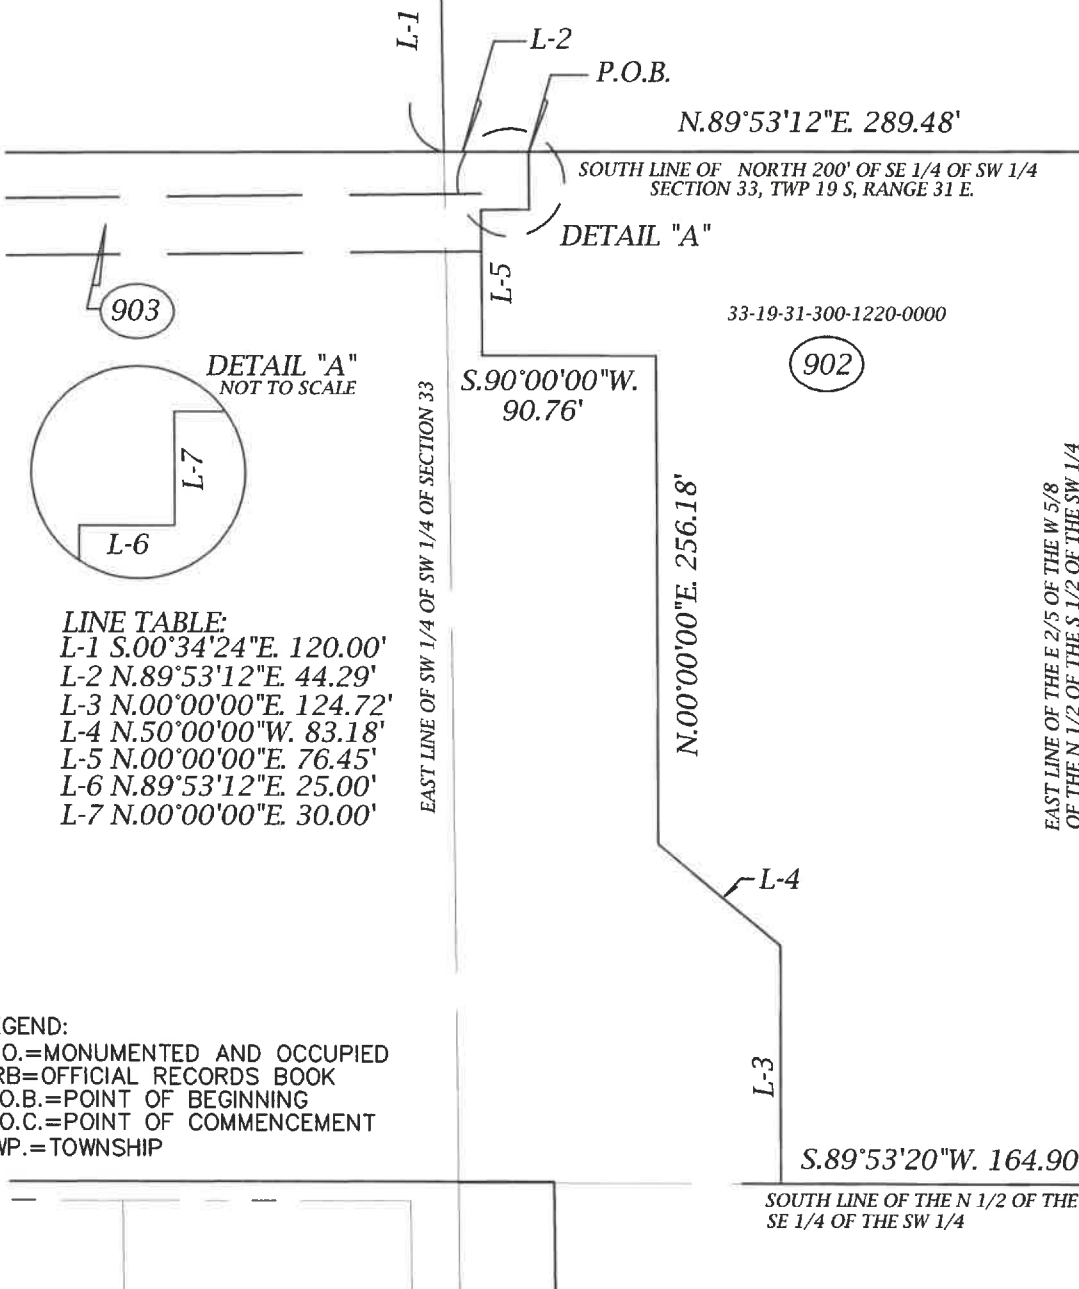 L-1
L-2
P.O.B.
N.89°53'12"E. 289.48'
SOUTH LINE OF NORTH 200' OF SE 1/4 OF SW 1/4
SECTION 33, TWP 19 S, RANGE 31 E.
DETAIL "A"
L-5
903
33-19-31-300-1220-0000
902
DETAIL "A"
NOT TO SCALE
S.90°00'00"W.
90.76'
L-7
L-6
EAST LINE OF SW 1/4 OF SW 1/4 OF SECTION 33
N.00°00'00"E. 256.18'
EAST LINE OF THE E 2/5 OF THE W 5/8
OF THE N 1/2 OF THE S 1/2 OF THE SW 1/4
LINE TABLE:
L-1 S.00°34'24"E. 120.00'
L-2 N.89°53'12"E. 44.29'
L-3 N.00°00'00"E. 124.72'
L-4 N.50°00'00"W. 83.18'
L-5 N.00°00'00"E. 76.45'
L-6 N.89°53'12"E. 25.00'
L-7 N.00°00'00"E. 30.00'
L-4
L-3
EGEND:
O.=MONUMENTED AND OCCUPIED
RB=OFFICIAL RECORDS BOOK
O.B.=POINT OF BEGINNING
O.C.=POINT OF COMMENCEMENT
WP.=TOWNSHIP
S.89°53'20"W. 164.90
SOUTH LINE OF THE N 1/2 OF THE
SE 1/4 OF THE SW 1/4